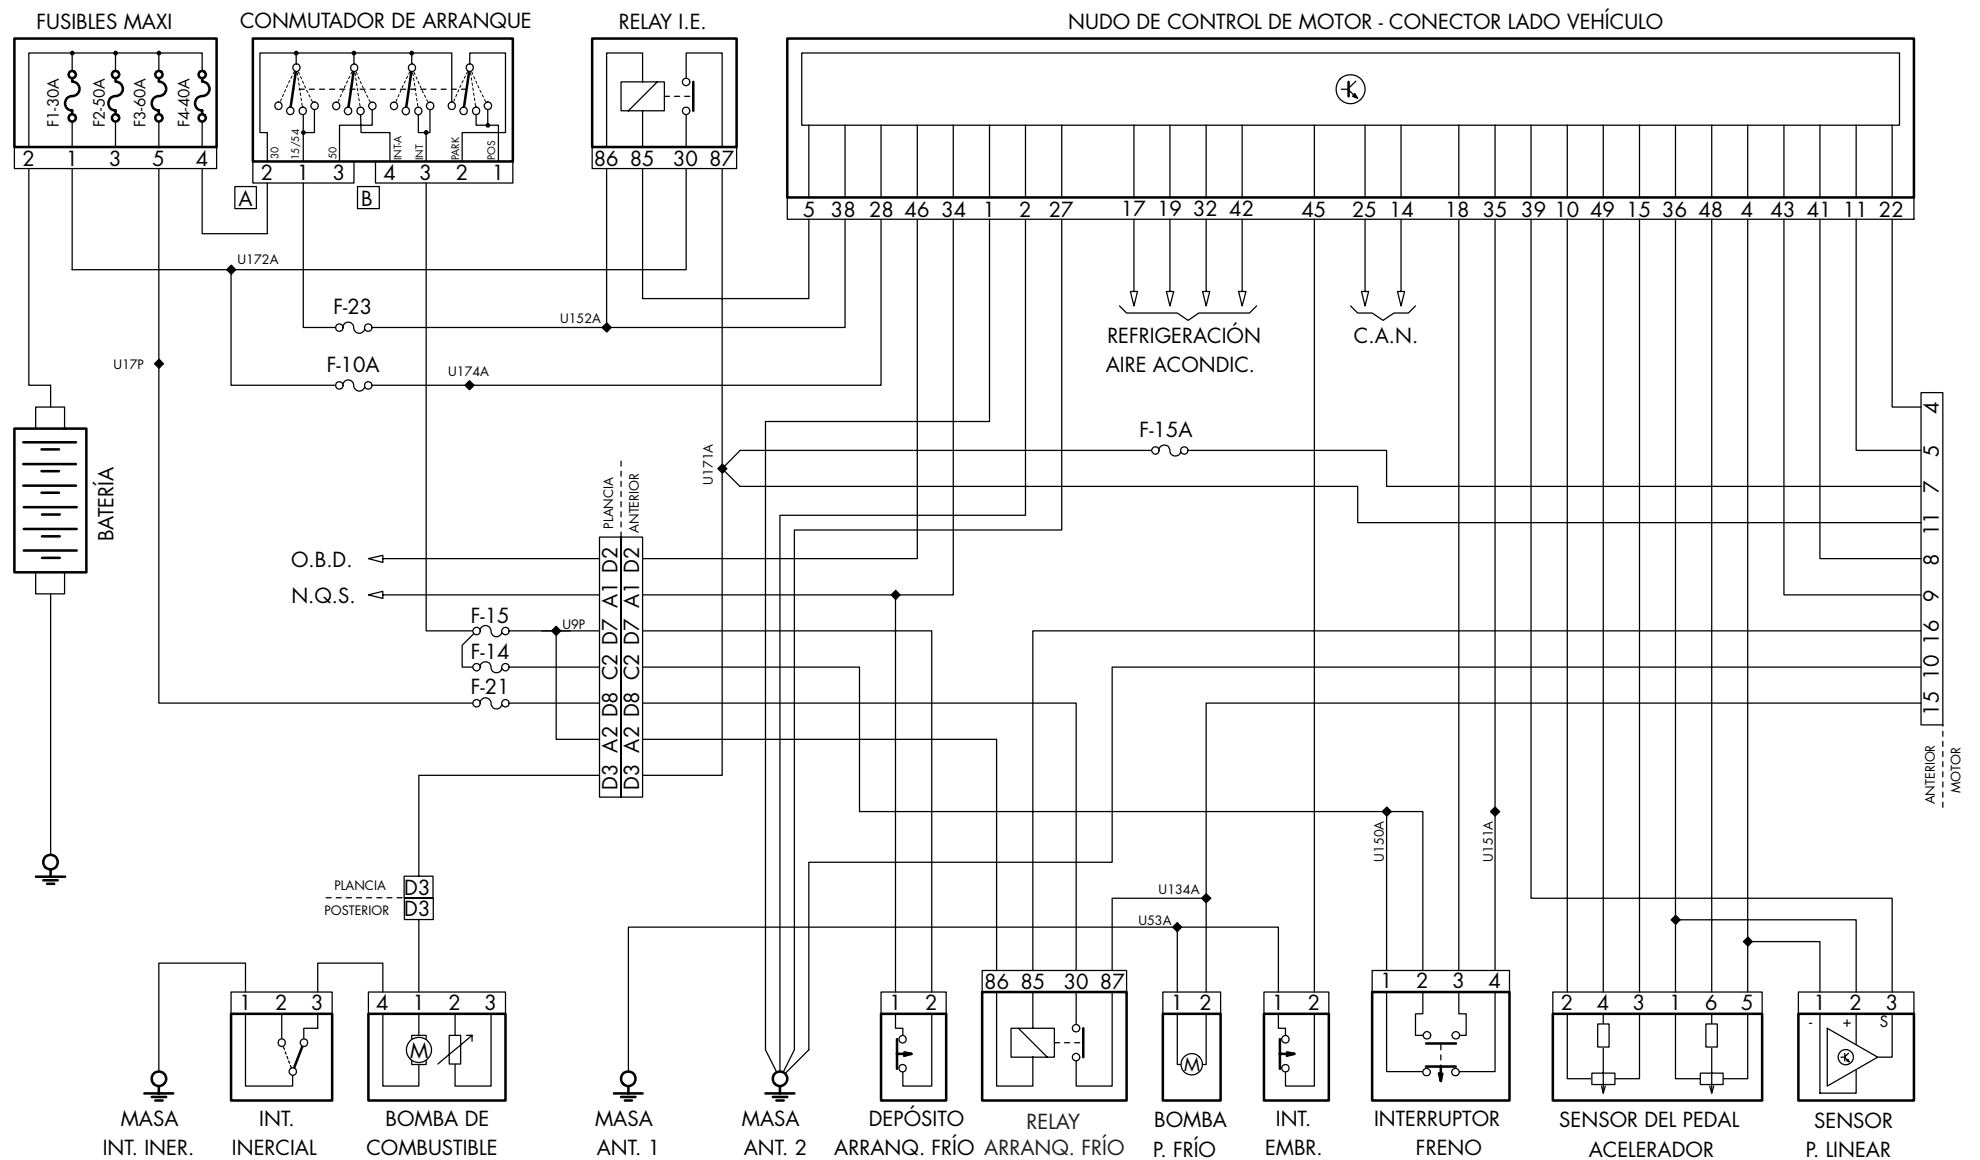 FUSIBLES MAXI
CONMUTADOR DE ARRANQUE
RELAY I.E.
NUDO DE CONTROL DE MOTOR - CONECTOR LADO VEHÍCULO
F1-30A
F2-50A
F3-60A
F4-40A
2 1 3 5 4
30
15/54
50
INT-A
INT
PARK
POS
2 1 3 4 3 2 1
A
B
86 85 30 87
5 38 28 46 34 1 2 27 17 19 32 42 45 25 14 18 35 39 10 49 15 36 48 4 43 41 11 22
U172A
F-23
U152A
REFRIGERACIÓN
AIRE ACONDIC.
C.A.N.
U17P
F-10A
U174A
BATERÍA
F-15A
U171A
PLANCIA
ANTERIOR
4
5
7
11
8
9
16
10
15
ANTERIOR
MOTOR
O.B.D.
D2 D2
N.Q.S.
A1 A1
F-15
U9P
D7 D7
F-14
C2 C2
F-21
D8 D8
A2 A2
D3 D3
U150A
U151A
PLANCIA
D3
POSTERIOR
D3
U134A
U53A
1 2 3
4 1 2 3
M
1 2
86 85 30 87
1 2
M
1 2
1 2 3 4
2 4 3 1 6 5
1 2 3
- + S
MASA
INT. INER.
INT.
INERCIAL
BOMBA DE
COMBUSTIBLE
MASA
ANT. 1
MASA
ANT. 2
DEPÓSITO
ARRANQ. FRÍO
RELAY
ARRANQ. FRÍO
BOMBA
P. FRÍO
INT.
EMBR.
INTERRUPTOR
FRENO
SENSOR DEL PEDAL
ACELERADOR
SENSOR
P. LINEAR